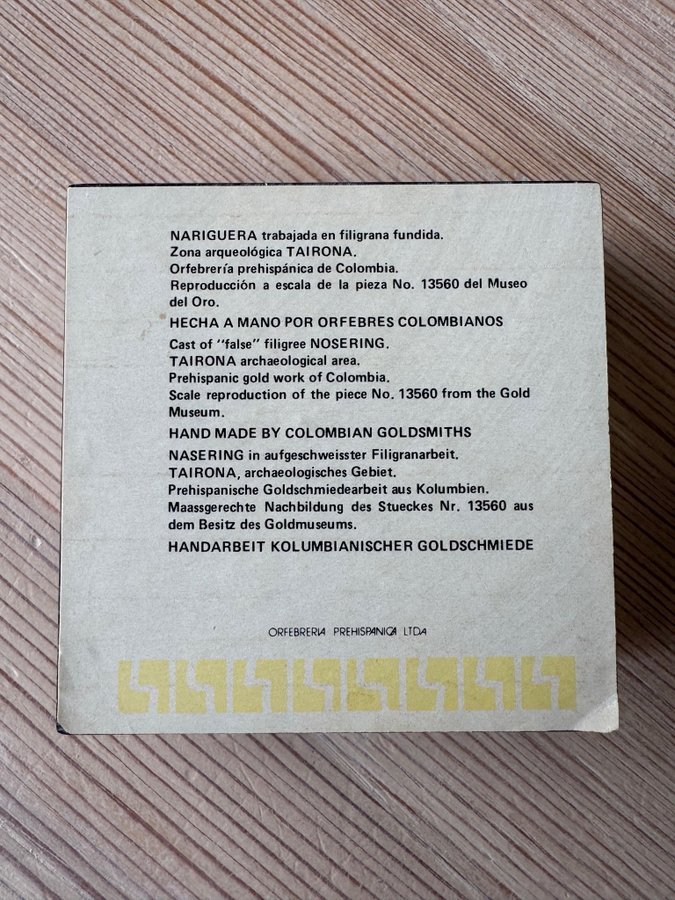 NARIGUERA trabajada en filigrana fundida.
Zona arqueológica TAIRONA.
Orfebrería prehispánica de Colombia.
Reproducción a escala de la pieza No. 13560 del Museo
del Oro.
HECHA A MANO POR ORFEBRES COLOMBIANOS
Cast of "false" filigree NOSERING.
TAIRONA archaeological area.
Prehispanic gold work of Colombia.
Scale reproduction of the piece No. 13560 from the Gold
Museum.
HAND MADE BY COLOMBIAN GOLDSMITHS
NASERING in aufgeschweisster Filigranarbeit.
TAIRONA, archaeologisches Gebiet.
Prehispanische Goldschmiedearbeit aus Kolumbien.
Maassgerechte Nachbildung des Stueckes Nr. 13560 aus
dem Besitz des Goldmuseums.
HANDARBEIT KOLUMBIANISCHER GOLDSCHMIEDE
ORFEBRERIA PREHISPANICA LTDA